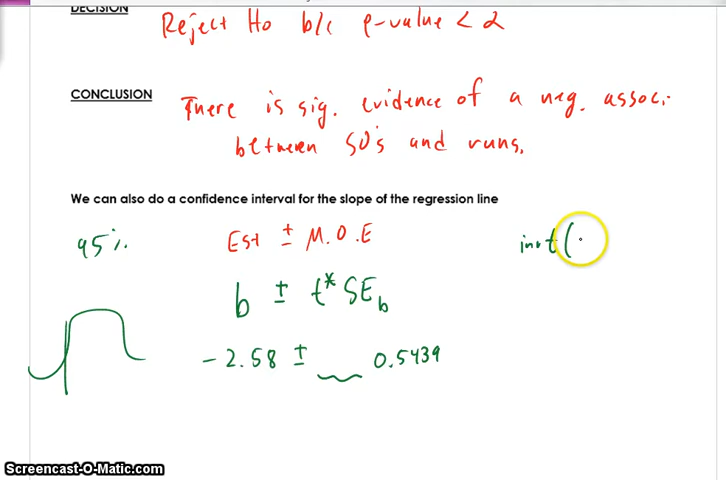 DECISION
Reject Ho b/c p-value < α
CONCLUSION
There is sig. evidence of a neg. assoc.
between SO's and runs.
We can also do a confidence interval for the slope of the regression line
95%
Est ± M.O.E
invt(
b ± t* SEb
-2.58 ± __ 0.5439
Screencast-O-Matic.com